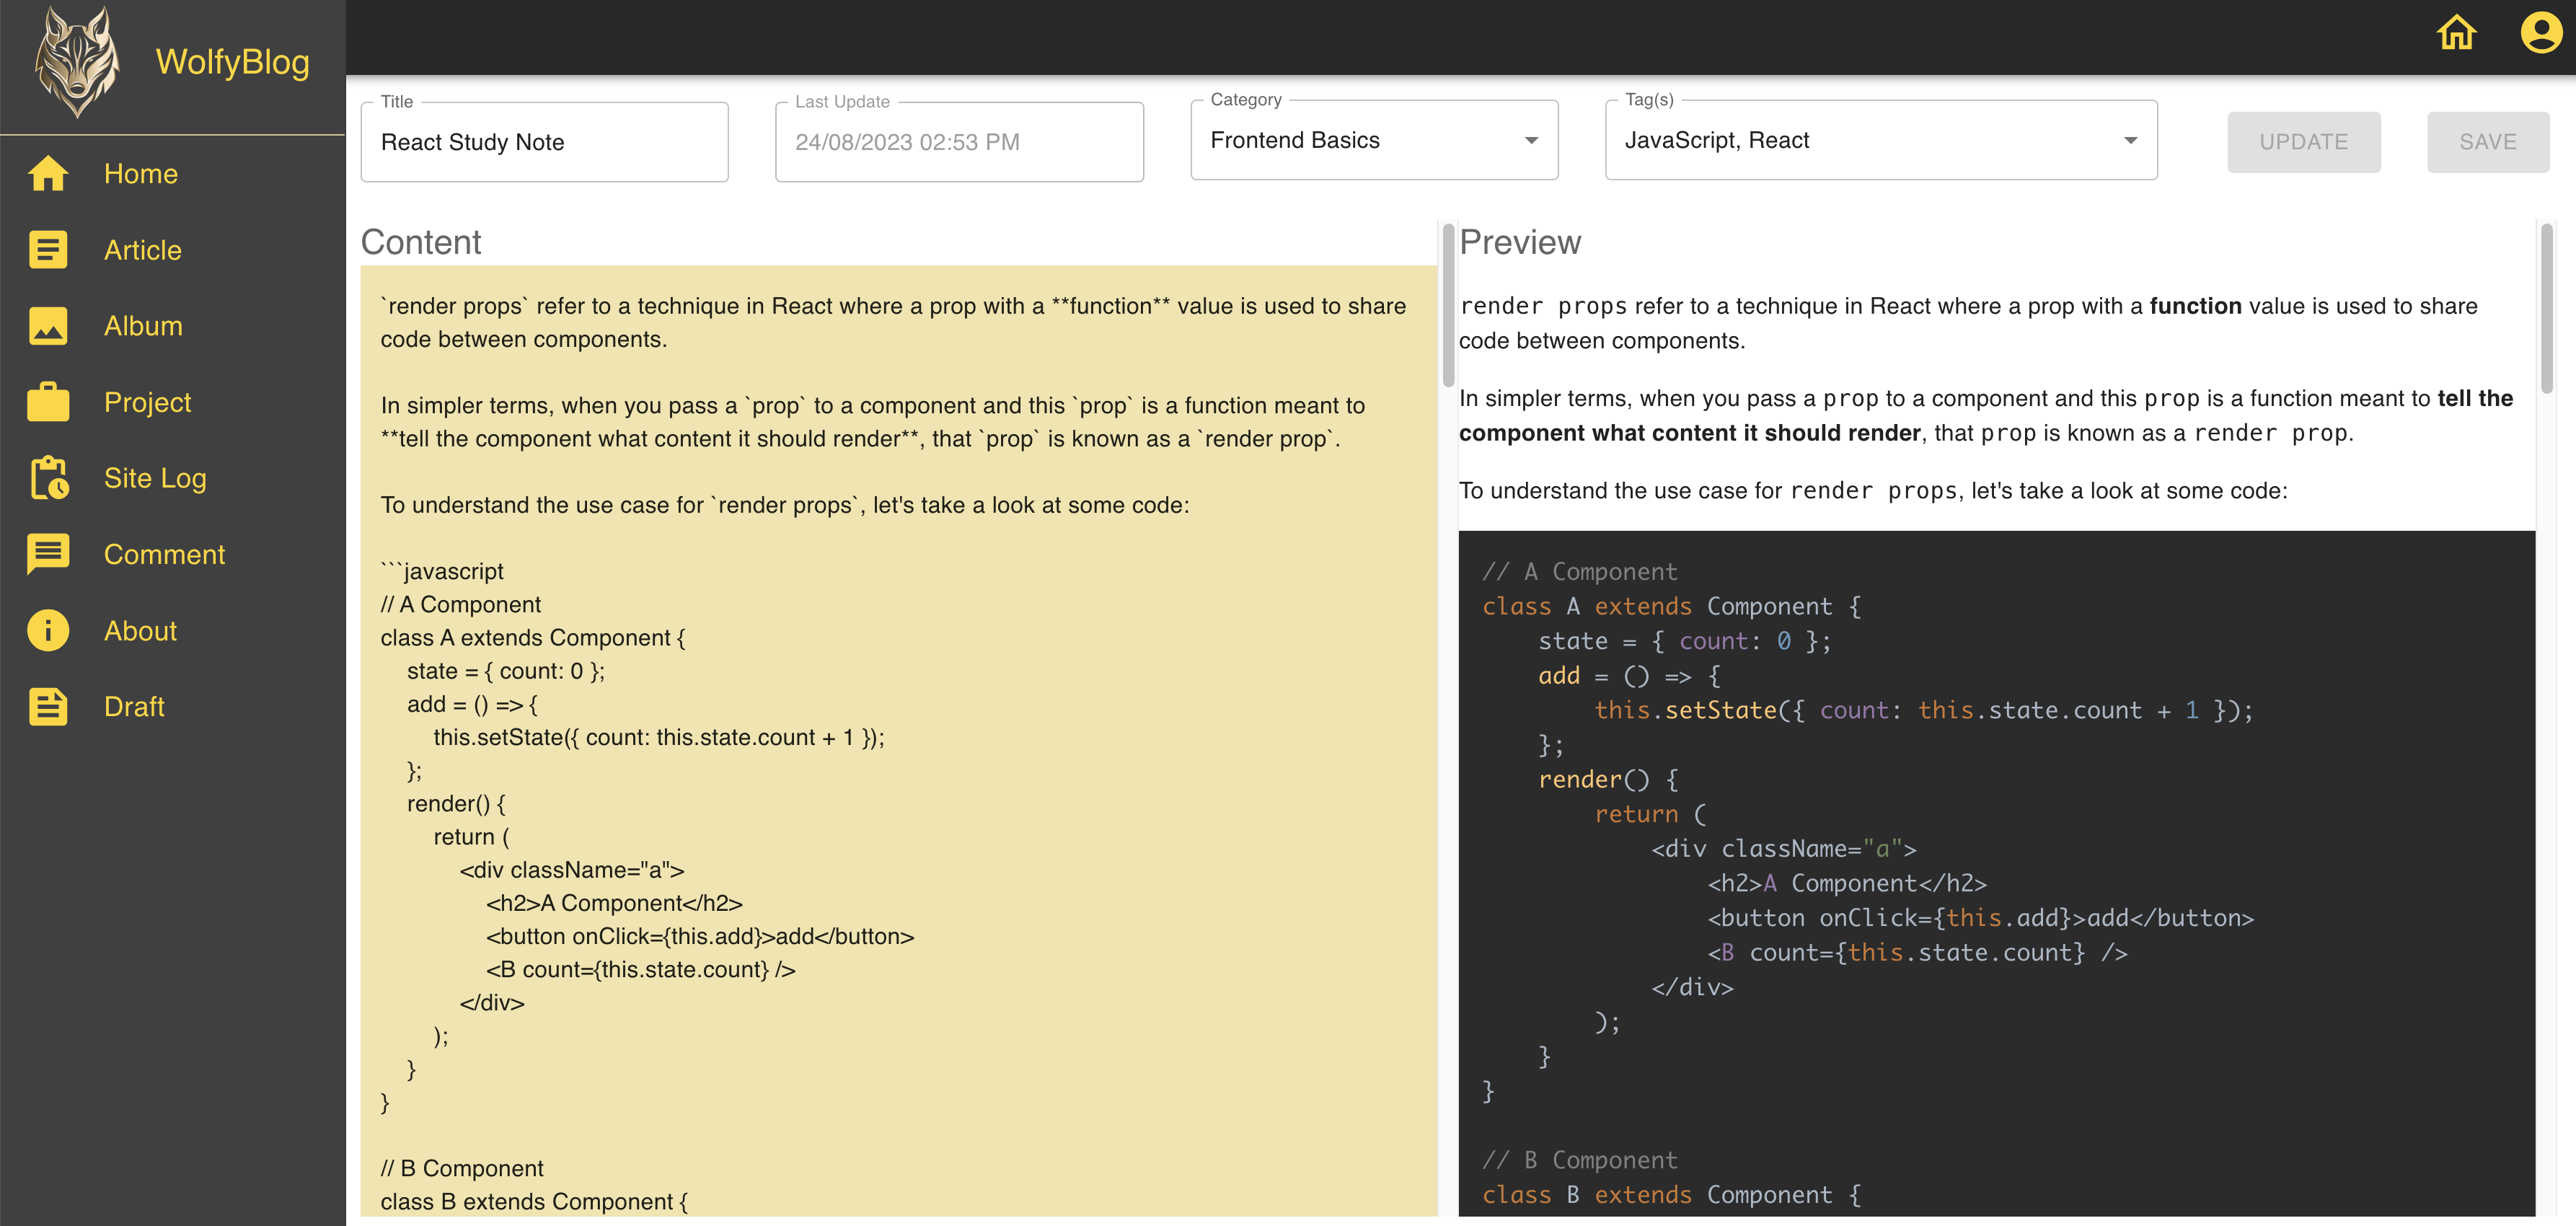 WolfyBlog
Home
Article
Album
Project
Site Log
Comment
About
Draft
Title
React Study Note
Last Update
24/08/2023 02:53 PM
Category
Frontend Basics
Tag(s)
JavaScript, React
UPDATE
SAVE
Content
`render props` refer to a technique in React where a prop with a **function** value is used to share
code between components.
In simpler terms, when you pass a `prop` to a component and this `prop` is a function meant to
**tell the component what content it should render**, that `prop` is known as a `render prop`.
To understand the use case for `render props`, let's take a look at some code:
```javascript
// A Component
class A extends Component {
state = { count: 0 };
add = () => {
this.setState({ count: this.state.count + 1 });
};
render() {
return (
<div className="a">
<h2>A Component</h2>
<button onClick={this.add}>add</button>
<B count={this.state.count} />
</div>
);
}
}
// B Component
class B extends Component {
Preview
render props refer to a technique in React where a prop with a function value is used to share
code between components.
In simpler terms, when you pass a prop to a component and this prop is a function meant to tell the
component what content it should render, that prop is known as a render prop.
To understand the use case for render props, let's take a look at some code:
// A Component
class A extends Component {
state = { count: 0 };
add = () => {
this.setState({ count: this.state.count + 1 });
};
render() {
return (
<div className="a">
<h2>A Component</h2>
<button onClick={this.add}>add</button>
<B count={this.state.count} />
</div>
);
}
}
// B Component
class B extends Component {